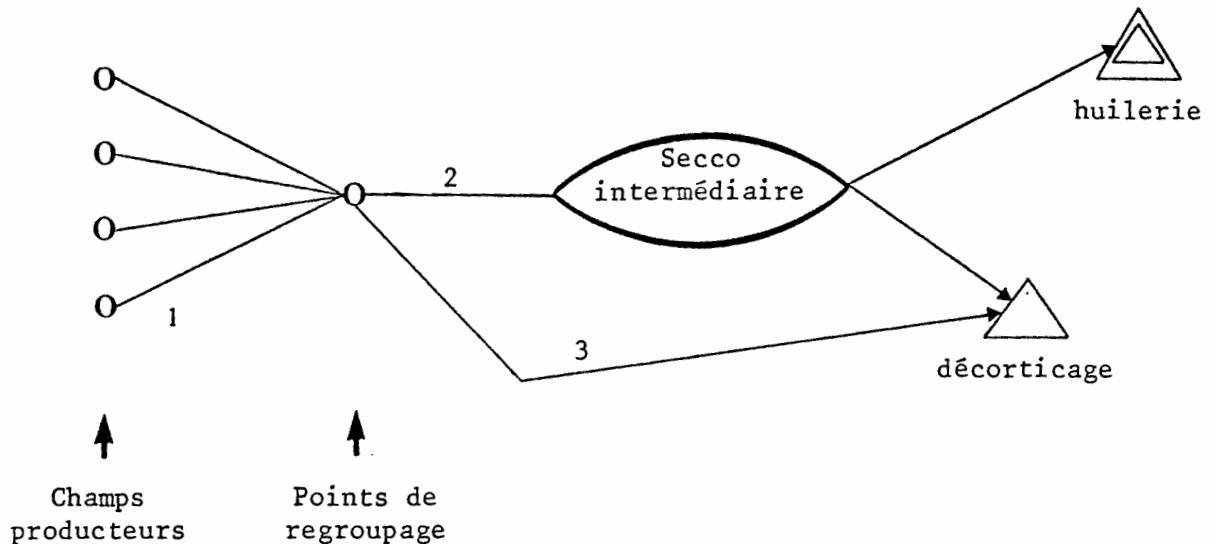 huilerie
Secco
intermédiaire
2
1
3
décorticage
Champs
producteurs
Points de
regroupage